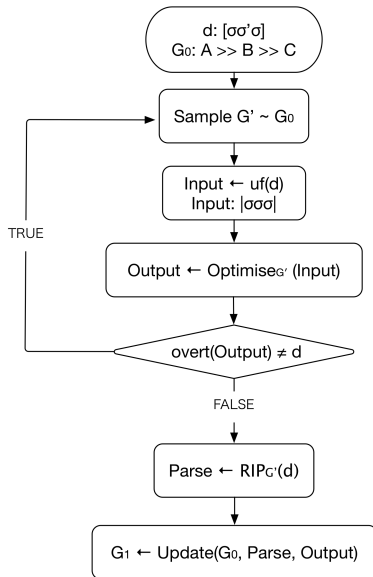 d: [σσ'σ]
G₀: A >> B >> C
Sample G' ~ G₀
Input ← uf(d)
Input: |σσσ|
TRUE
Output ← Optimise_G' (Input)
overt(Output) ≠ d
FALSE
Parse ← RIP_G'(d)
G₁ ← Update(G₀, Parse, Output)